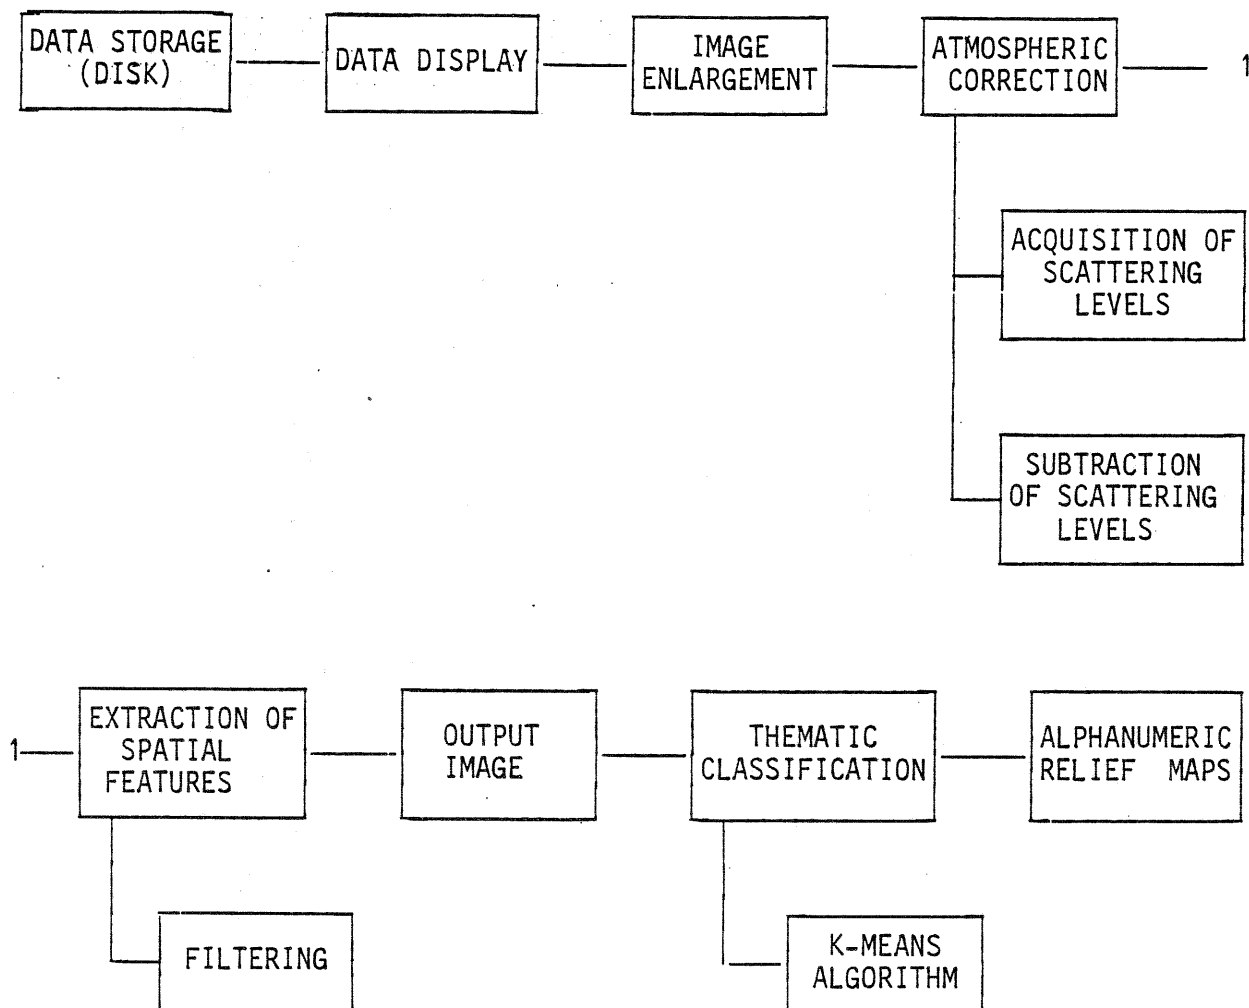 DATA STORAGE
(DISK)
DATA DISPLAY
IMAGE
ENLARGEMENT
ATMOSPHERIC
CORRECTION
1
ACQUISITION OF
SCATTERING
LEVELS
SUBTRACTION
OF SCATTERING
LEVELS
1
EXTRACTION OF
SPATIAL
FEATURES
OUTPUT
IMAGE
THEMATIC
CLASSIFICATION
ALPHANUMERIC
RELIEF MAPS
FILTERING
K-MEANS
ALGORITHM